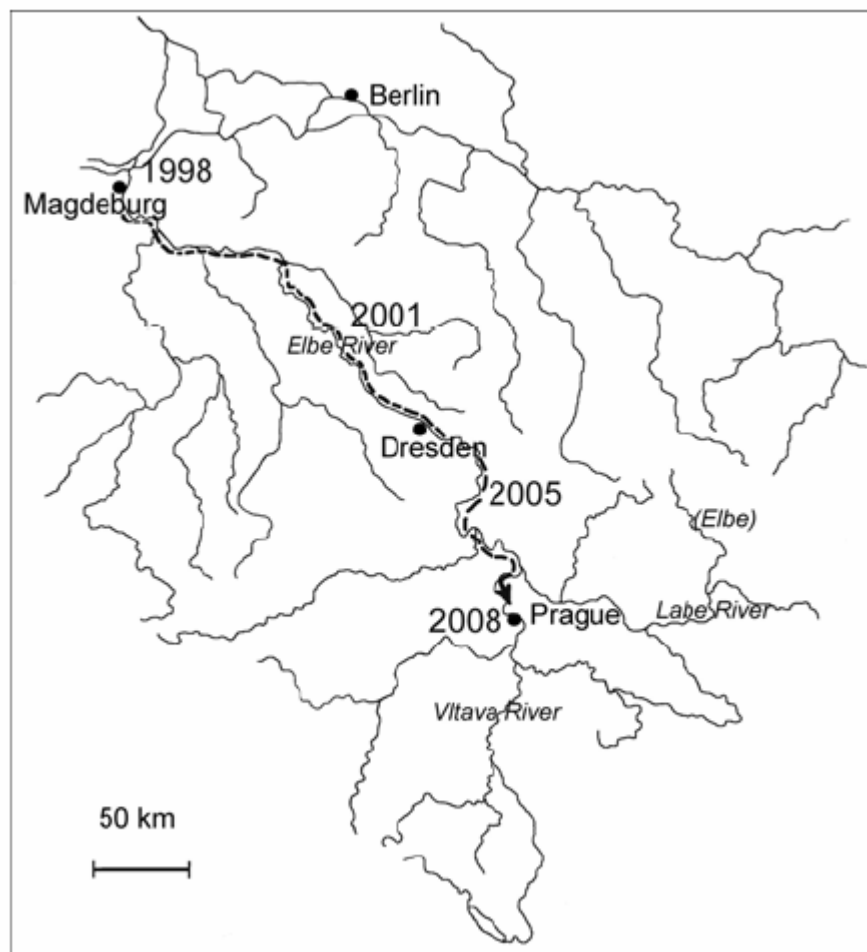 Berlin
1998
Magdeburg
2001
Elbe River
Dresden
2005
(Elbe)
Labe River
Prague
2008
Vltava River
50 km